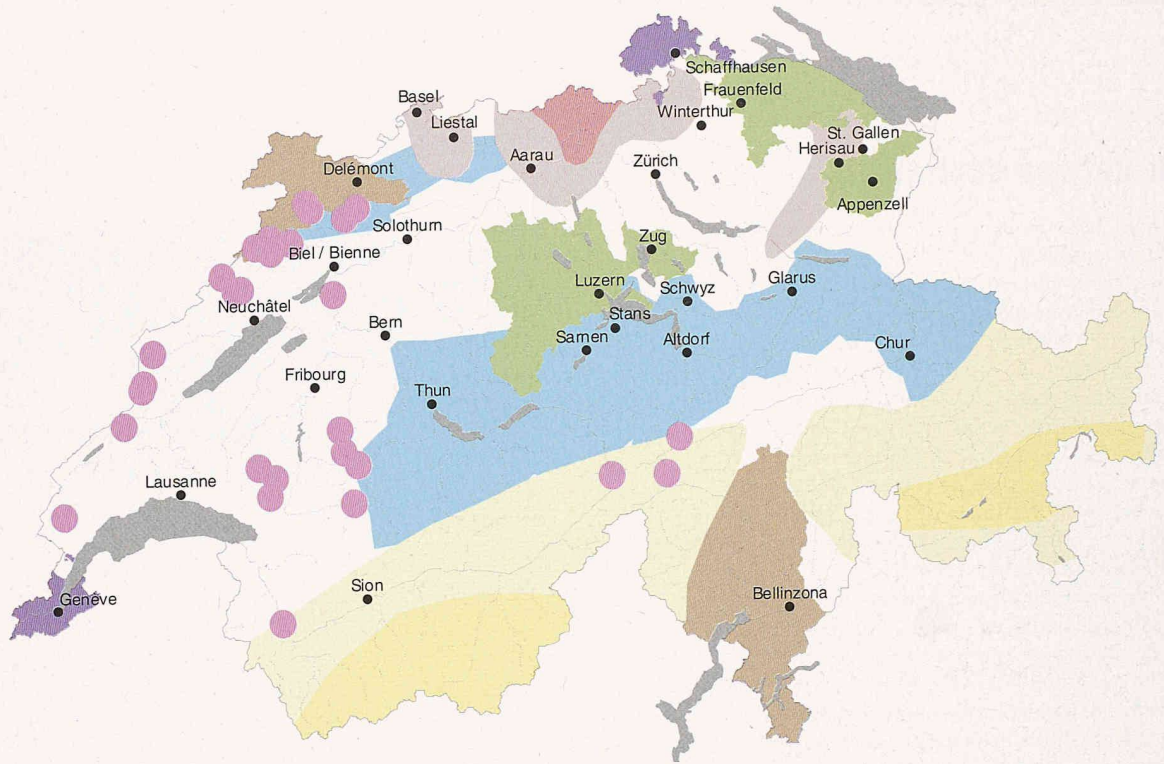 Schaffhausen
Frauenfeld
Basel
Liestal
Winterthur
St. Gallen
Herisau
Aarau
Zürich
Delémont
Appenzell
Solothurn
Zug
Biel / Bienne
Luzern
Schwyz
Glarus
Neuchâtel
Stans
Bern
Sarnen
Altdorf
Chur
Fribourg
Thun
Lausanne
Sion
Bellinzona
Genève